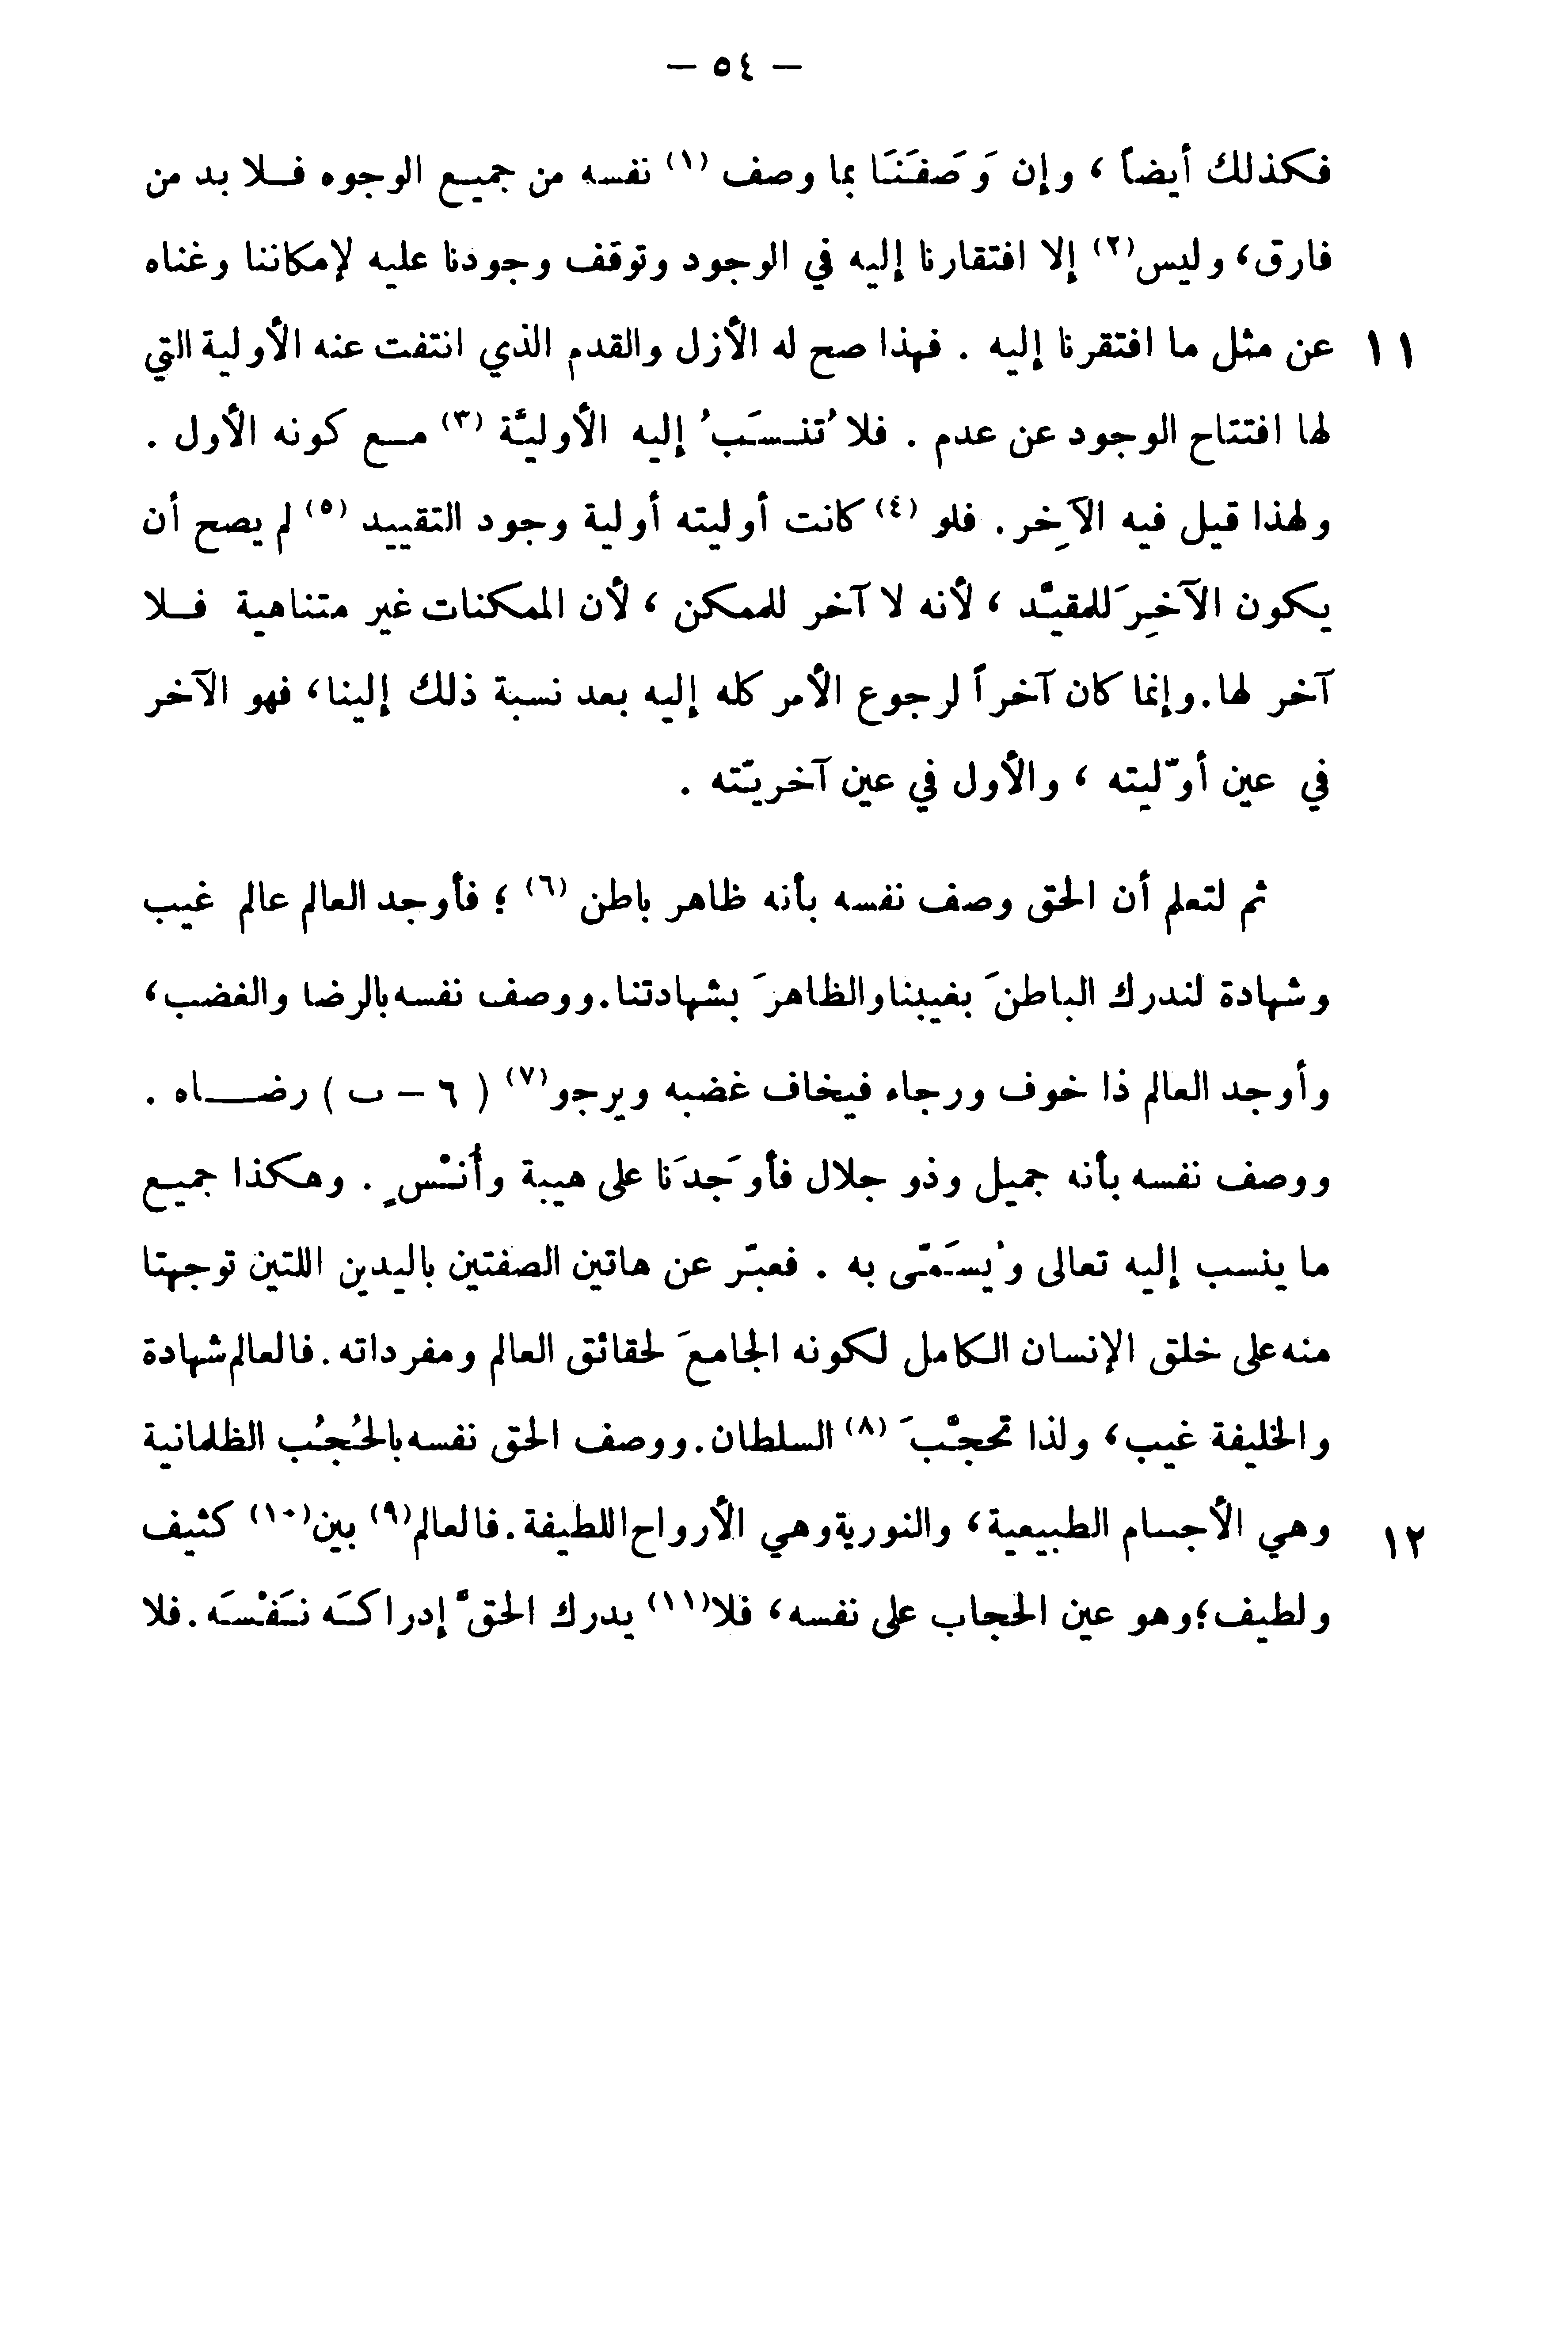 – ٥٤ –
فكذلك أيضاً ، وإن وَصَفَنَا بما وصف (١) نفسه من جميع الوجوه فلا بد من
فارق، وليس(٢) إلا افتقارنا إليه في الوجود وتوقف وجودنا عليه لإمكاننا وغناه
١١ عن مثل ما افتقرنا إليه . فبهذا صح له الأزل والقدم الذي انتفت عنه الأولية التي
لها افتتاح الوجود عن عدم . فلا تُنسَبُ إليه الأوليَّة (٣) مع كونه الأول .
ولهذا قيل فيه الآخِر . فلو (٤) كانت أوليته أولية وجود التقييد (٥) لم يصح أن
يكون الآخِرَ للمقيَّد ، لأنه لا آخر للممكن ، لأن الممكنات غير متناهية فلا
آخر لها. وإنما كان آخراً لرجوع الأمر كله إليه بعد نسبة ذلك إلينا، فهو الآخر
في عين أوّليته ، والأول في عين آخريّته .
ثم لتعلم أن الحق وصف نفسه بأنه ظاهر باطن (٦) ؛ فأوجد العالم عالم غيب
وشهادة لندرك الباطنَ بغيبنا والظاهرَ بشهادتنا. ووصف نفسه بالرضا والغضب،
وأوجد العالم ذا خوف ورجاء فيخاف غضبه ويرجو(٧) ( ٦ – ب ) رضاه .
ووصف نفسه بأنه جميل وذو جلال فأوجَدَنا على هيبة وأُنْسٍ . وهكذا جميع
ما ينسب إليه تعالى ويُسَمّى به . فعبّر عن هاتين الصفتين باليدين اللتين توجهتا
منه على خلق الإنسان الكامل لكونه الجامعَ لحقائق العالم ومفرداته. فالعالم شهادة
والخليفة غيب، ولذا تحجَّبَ (٨) السلطان. ووصف الحق نفسه بالحُجُب الظلمانية
١٢ وهي الأجسام الطبيعية، والنورية وهي الأرواح اللطيفة. فالعالم(٩) بين(١٠) كثيف
ولطيف؛ وهو عين الحجاب على نفسه، فلا(١١) يدرك الحقَّ إدراكَه نَفْسَه. فلا